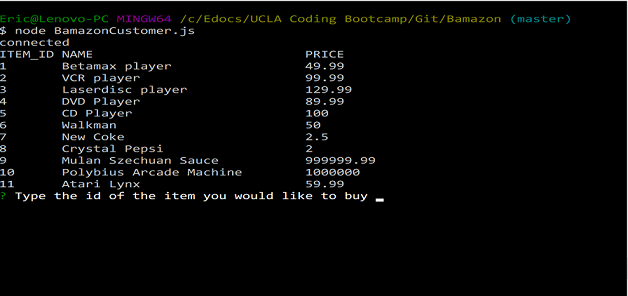 Eric@Lenovo-PC MINGW64 /c/Edocs/UCLA Coding Bootcamp/Git/Bamazon (master)
$ node BamazonCustomer.js
connected
ITEM_ID NAME PRICE
1 Betamax player 49.99
2 VCR player 99.99
3 Laserdisc player 129.99
4 DVD Player 89.99
5 CD Player 100
6 Walkman 50
7 New Coke 2.5
8 Crystal Pepsi 2
9 Mulan Szechuan Sauce 999999.99
10 Polybius Arcade Machine 1000000
11 Atari Lynx 59.99
? Type the id of the item you would like to buy